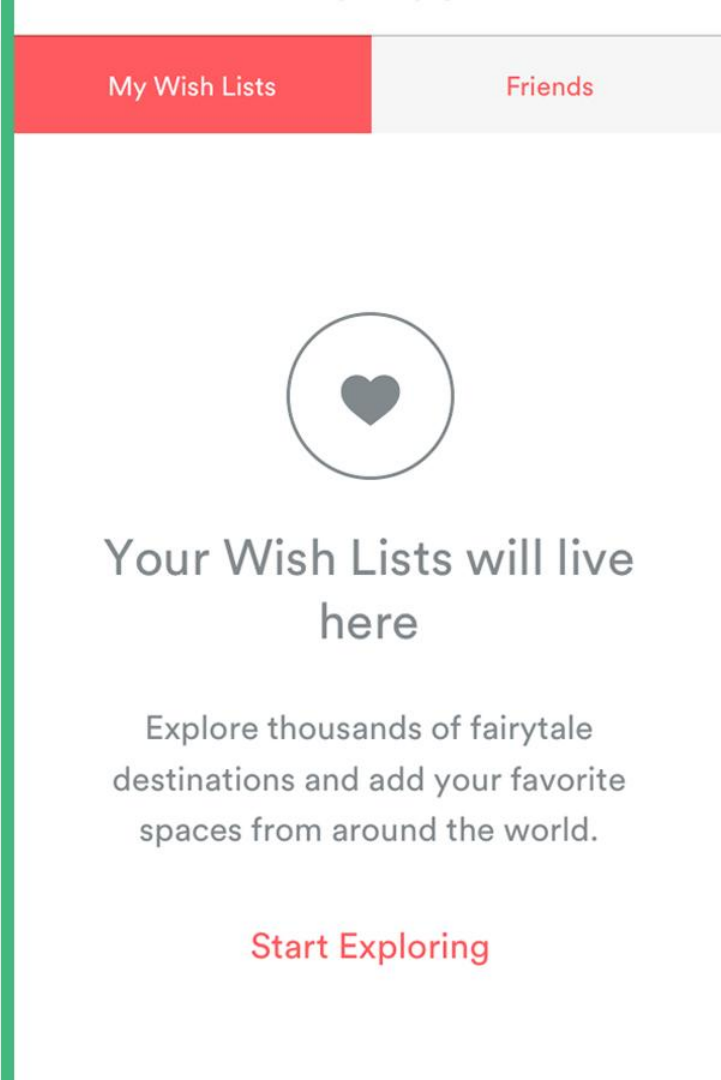 My Wish Lists
Friends
Your Wish Lists will live
here
Explore thousands of fairytale
destinations and add your favorite
spaces from around the world.
Start Exploring